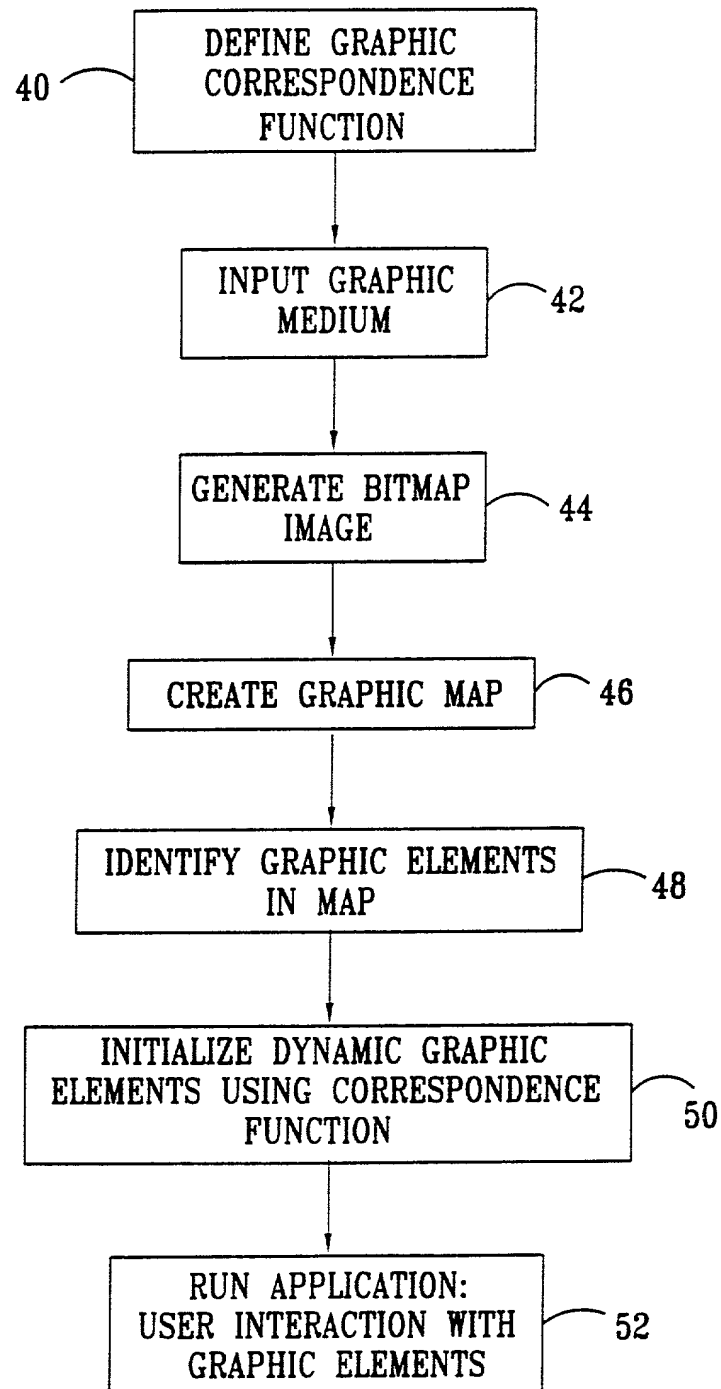 DEFINE GRAPHIC
CORRESPONDENCE
FUNCTION
40
INPUT GRAPHIC
MEDIUM
42
GENERATE BITMAP
IMAGE
44
CREATE GRAPHIC MAP
46
IDENTIFY GRAPHIC ELEMENTS
IN MAP
48
INITIALIZE DYNAMIC GRAPHIC
ELEMENTS USING CORRESPONDENCE
FUNCTION
50
RUN APPLICATION:
USER INTERACTION WITH
GRAPHIC ELEMENTS
52